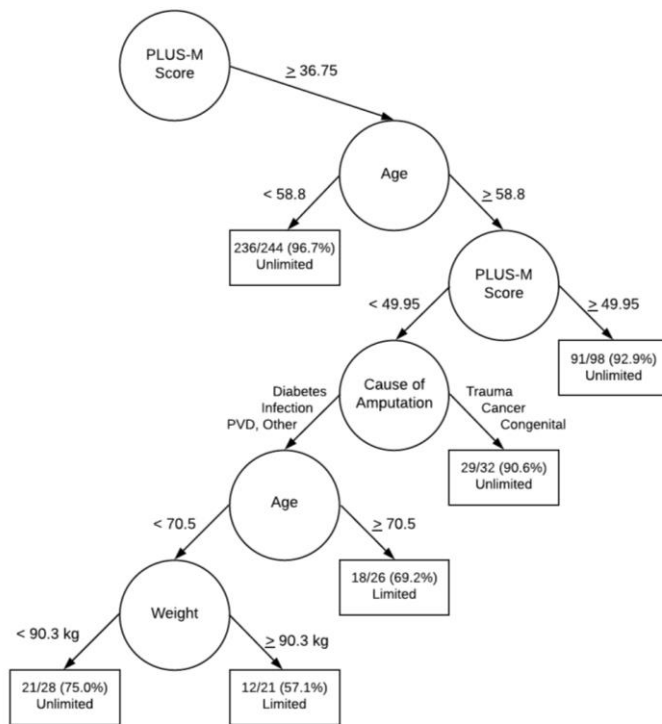 PLUS-M
Score
≥ 36.75
Age
< 58.8
≥ 58.8
236/244 (96.7%)
Unlimited
PLUS-M
Score
< 49.95
≥ 49.95
91/98 (92.9%)
Unlimited
Cause of
Amputation
Diabetes
Infection
PVD, Other
Trauma
Cancer
Congenital
29/32 (90.6%)
Unlimited
Age
< 70.5
≥ 70.5
18/26 (69.2%)
Limited
Weight
< 90.3 kg
≥ 90.3 kg
21/28 (75.0%)
Unlimited
12/21 (57.1%)
Limited